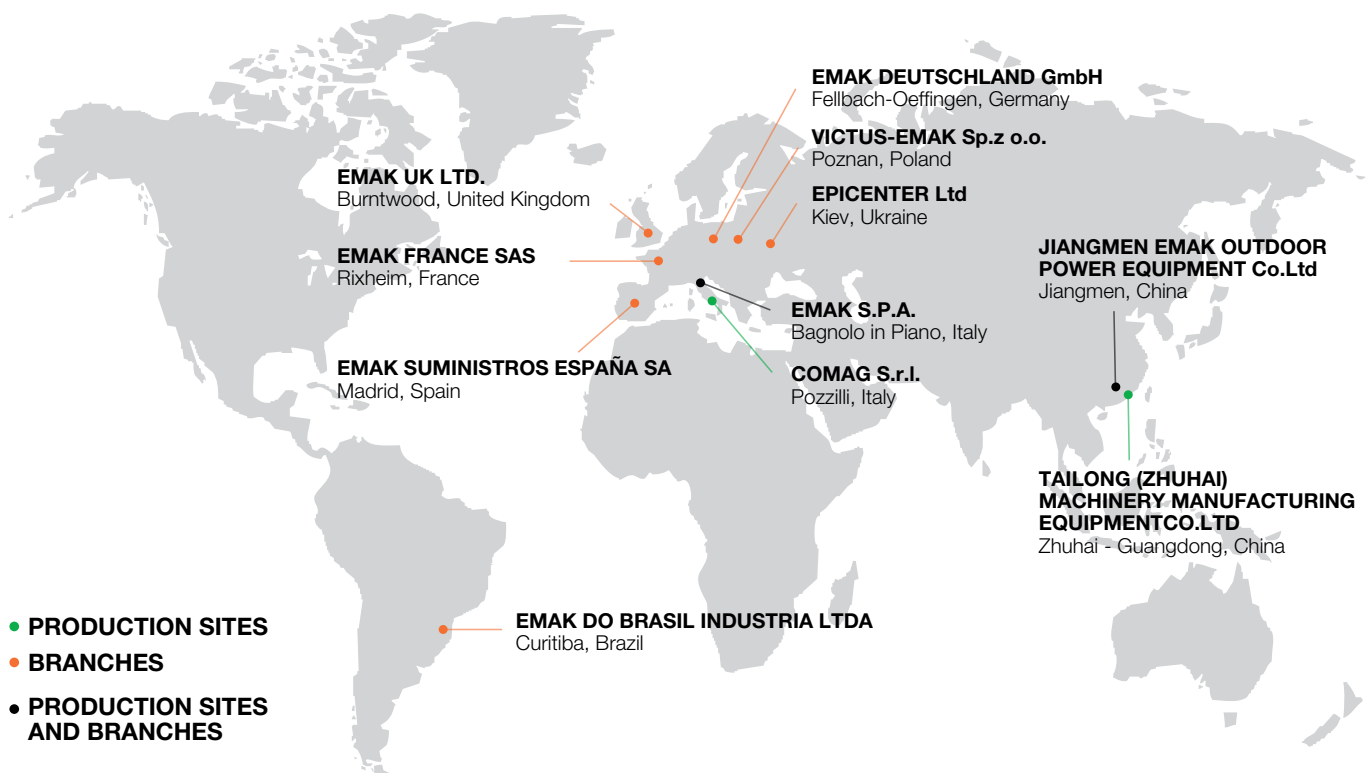 EMAK DEUTSCHLAND GmbH
Fellbach-Oeffingen, Germany
VICTUS-EMAK Sp.z o.o.
Poznan, Poland
EMAK UK LTD.
Burntwood, United Kingdom
EPICENTER Ltd
Kiev, Ukraine
EMAK FRANCE SAS
Rixheim, France
JIANGMEN EMAK OUTDOOR
POWER EQUIPMENT Co.Ltd
Jiangmen, China
EMAK S.P.A.
Bagnolo in Piano, Italy
EMAK SUMINISTROS ESPAÑA SA
Madrid, Spain
COMAG S.r.l.
Pozzilli, Italy
TAILONG (ZHUHAI)
MACHINERY MANUFACTURING
EQUIPMENTCO.LTD
Zhuhai - Guangdong, China
EMAK DO BRASIL INDUSTRIA LTDA
Curitiba, Brazil
PRODUCTION SITES
BRANCHES
PRODUCTION SITES
AND BRANCHES